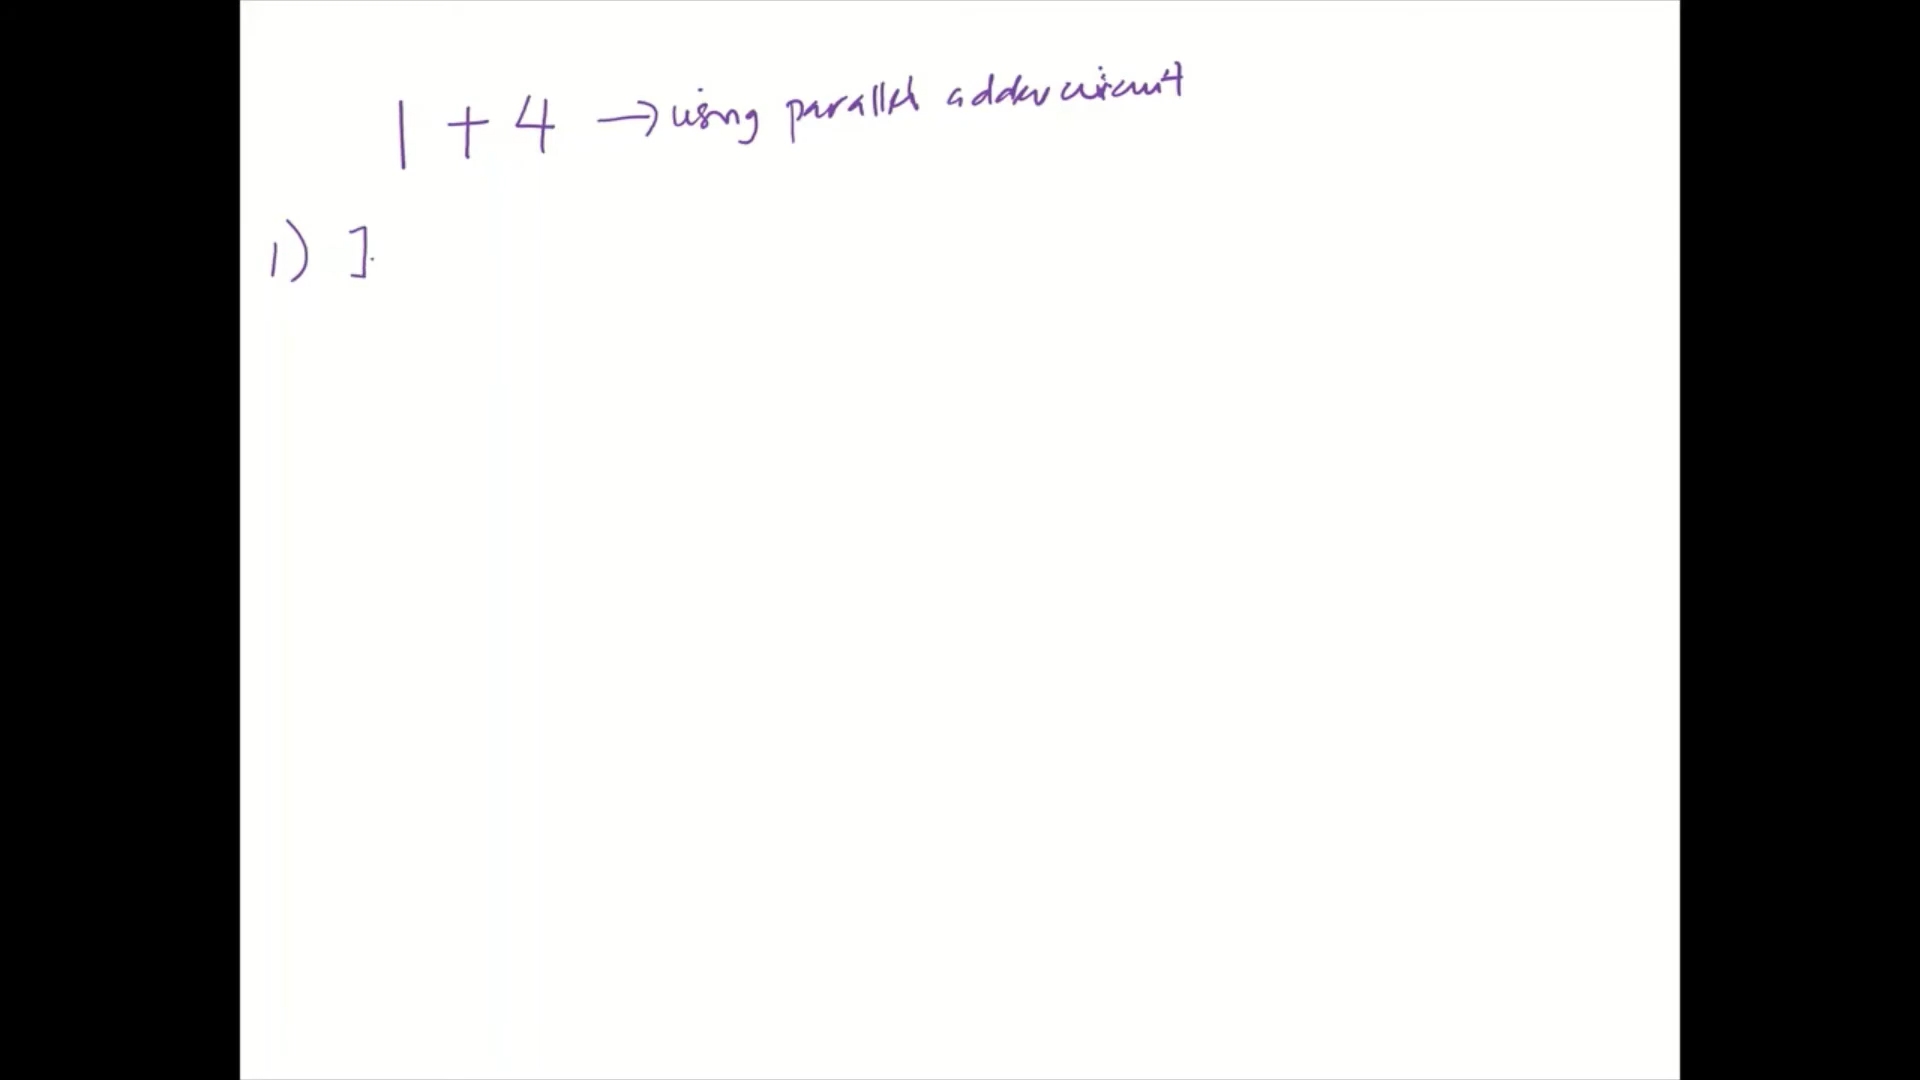 1 + 4 → using parallel adder circuit
1) I